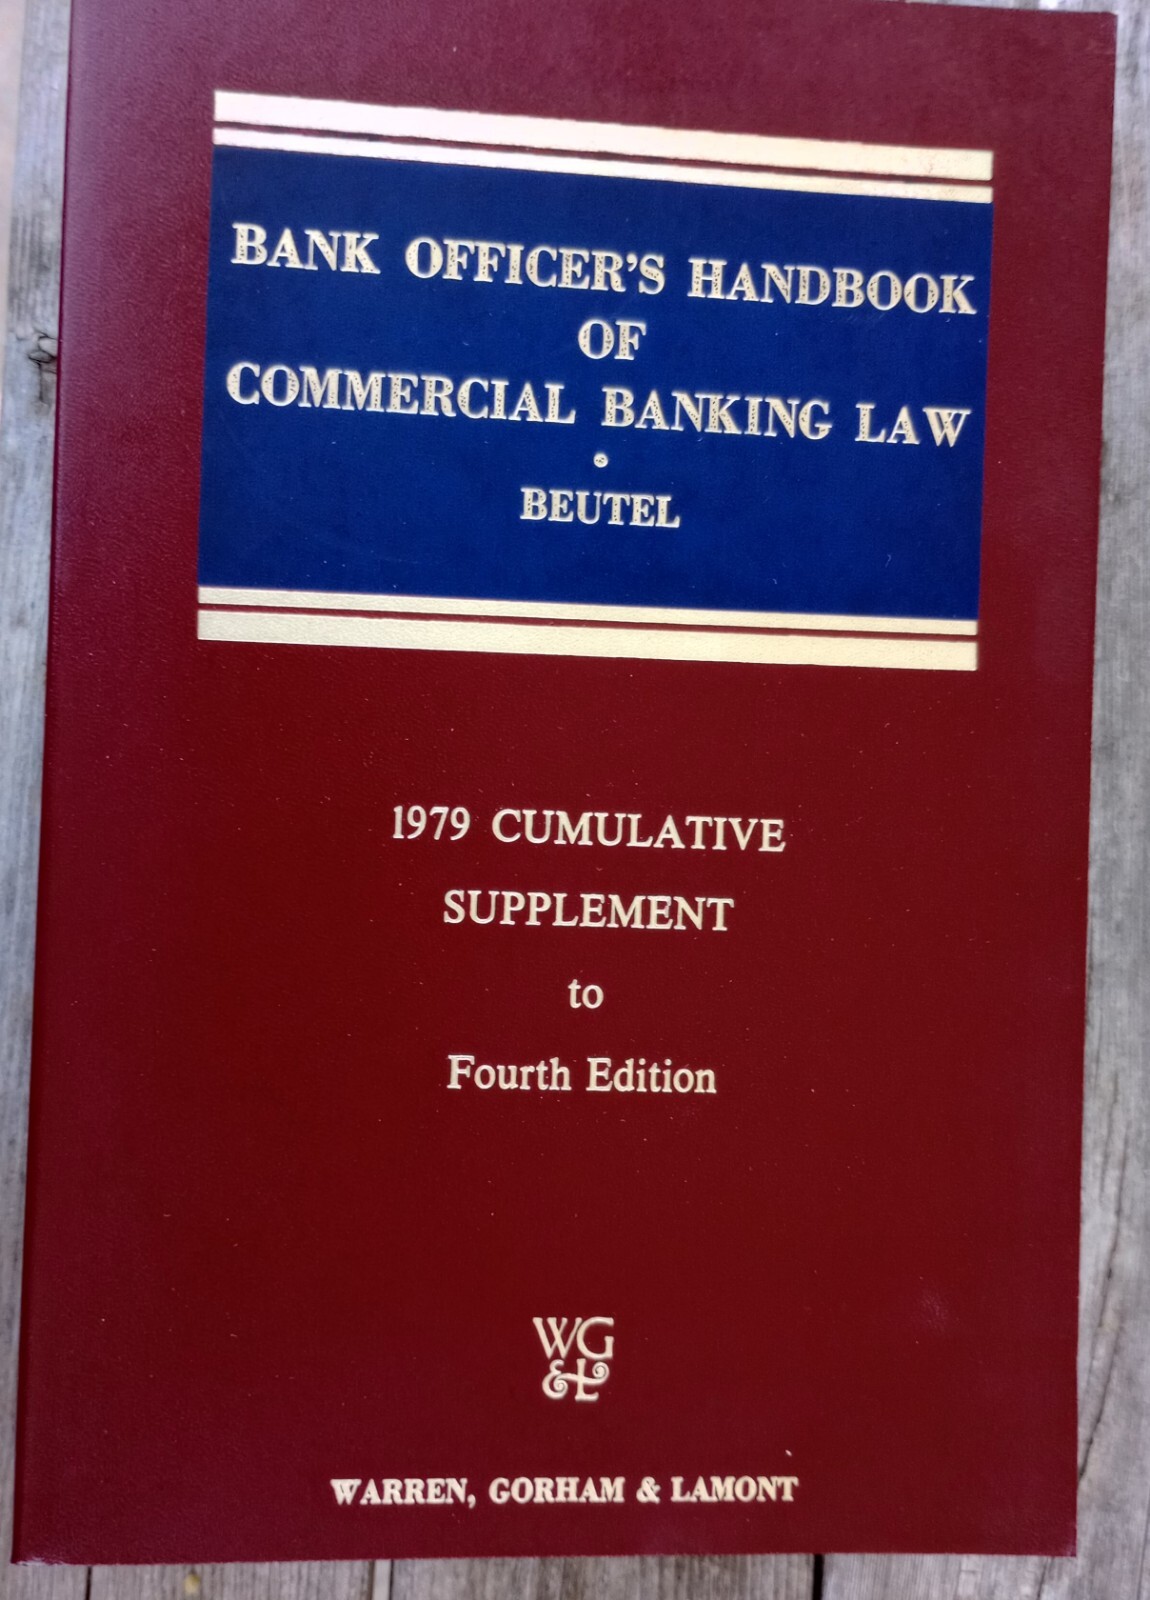 BANK OFFICER'S HANDBOOK
OF
COMMERCIAL BANKING LAW
•
BEUTEL
1979 CUMULATIVE
SUPPLEMENT
to
Fourth Edition
WG
&L
WARREN, GORHAM & LAMONT